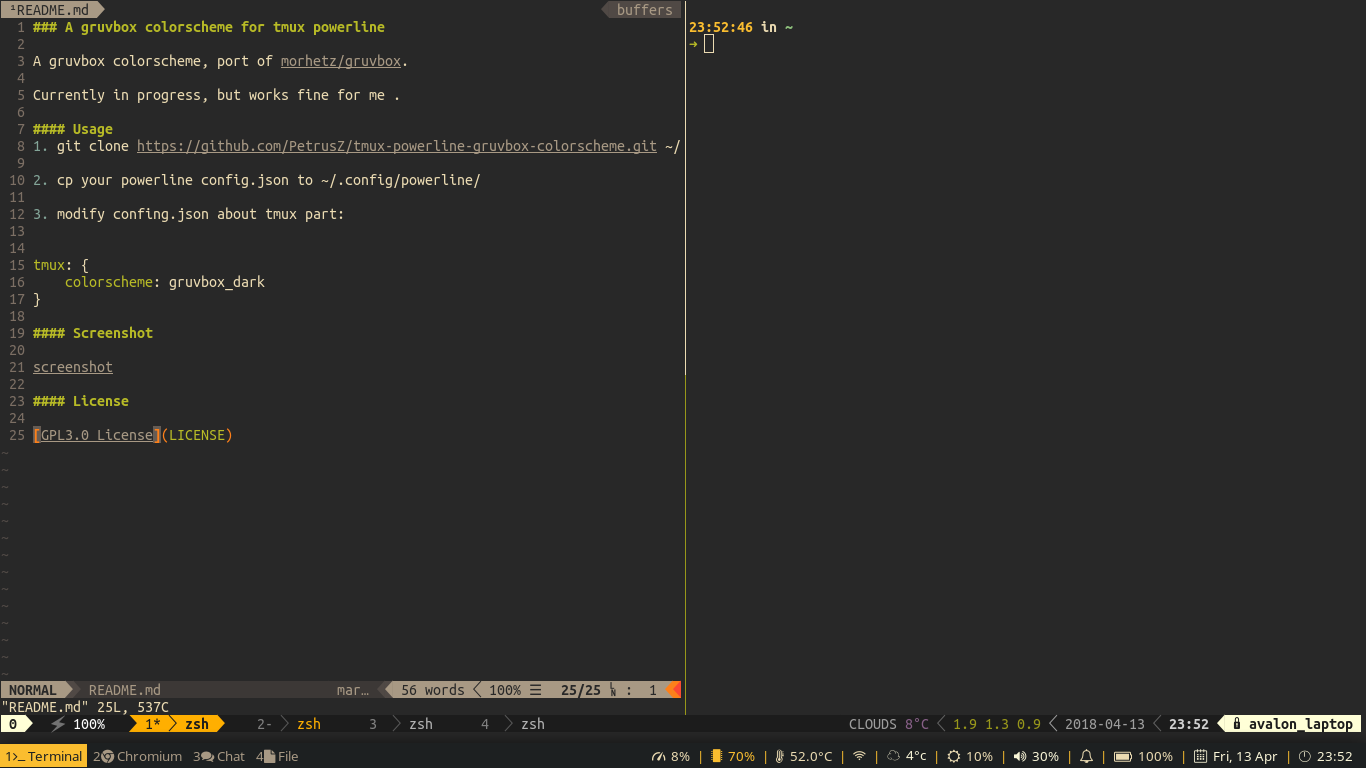 ¹README.md buffers
1 ### A gruvbox colorscheme for tmux powerline
2
3 A gruvbox colorscheme, port of morhetz/gruvbox.
4
5 Currently in progress, but works fine for me .
6
7 #### Usage
8 1. git clone https://github.com/PetrusZ/tmux-powerline-gruvbox-colorscheme.git ~/
9
10 2. cp your powerline config.json to ~/.config/powerline/
11
12 3. modify confing.json about tmux part:
13
14
15 tmux: {
16     colorscheme: gruvbox_dark
17 }
18
19 #### Screenshot
20
21 screenshot
22
23 #### License
24
25 [GPL3.0 License](LICENSE)
~
~
~
~
~
~
~
~
~
~
~
~
~
~
NORMAL README.md mar… 56 words 100% ☰ 25/25 ㏑ : 1
"README.md" 25L, 537C
23:52:46 in ~
➜
0 ⚡ 100% 1* zsh 2- zsh 3 zsh 4 zsh CLOUDS 8°C 1.9 1.3 0.9 2018-04-13 23:52 avalon_laptop
1>_ Terminal 2 Chromium 3 Chat 4 File 8% | 70% | 52.0°C | | 4°c | 10% | 30% | | 100% | Fri, 13 Apr | 23:52